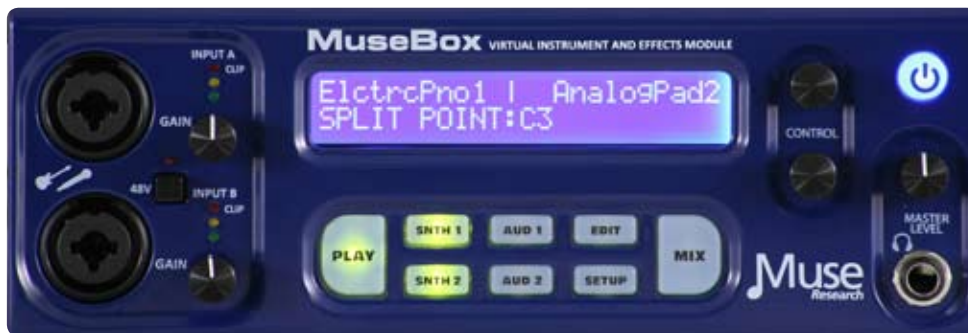 INPUT A
CLIP
GAIN
48V
INPUT B
CLIP
GAIN
MuseBox VIRTUAL INSTRUMENT AND EFFECTS MODULE
ElctrcPno1 | AnalogPad2
SPLIT POINT:C3
PLAY
SNTH 1
AUD 1
EDIT
SNTH 2
AUD 2
SETUP
MIX
CONTROL
MASTER
LEVEL
Muse
Research